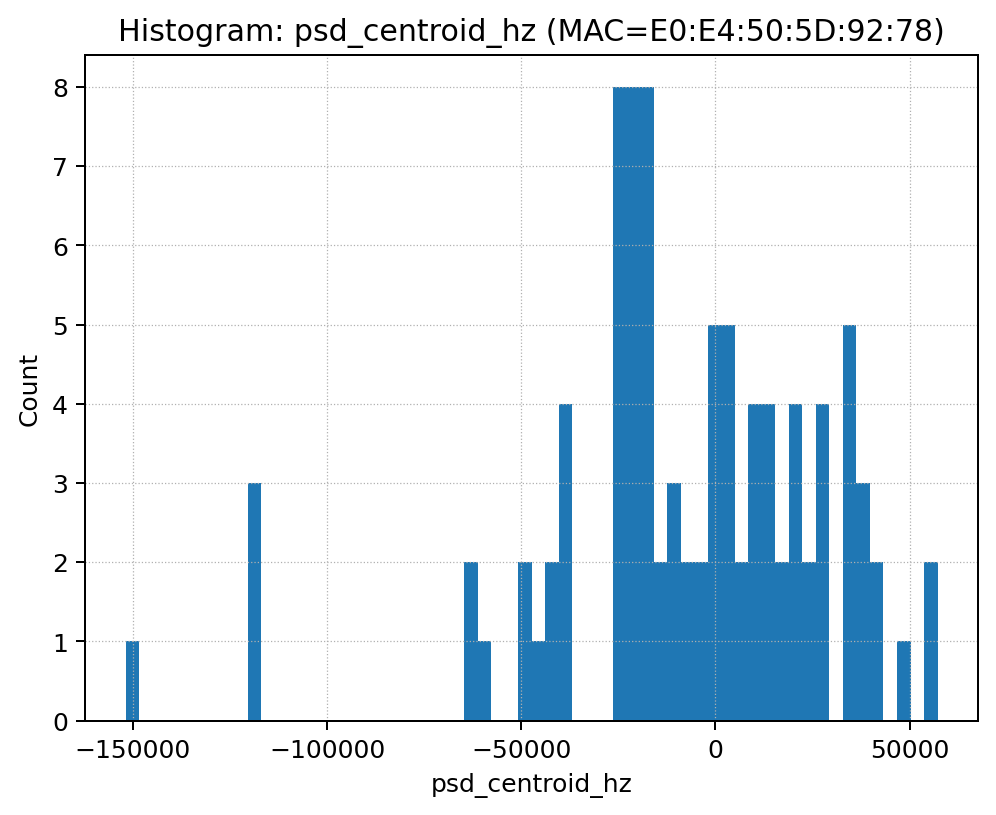 Histogram: psd_centroid_hz (MAC=E0:E4:50:5D:92:78)
8
7
6
5
4
3
2
1
0
Count
−150000 −100000 −50000 0 50000
psd_centroid_hz